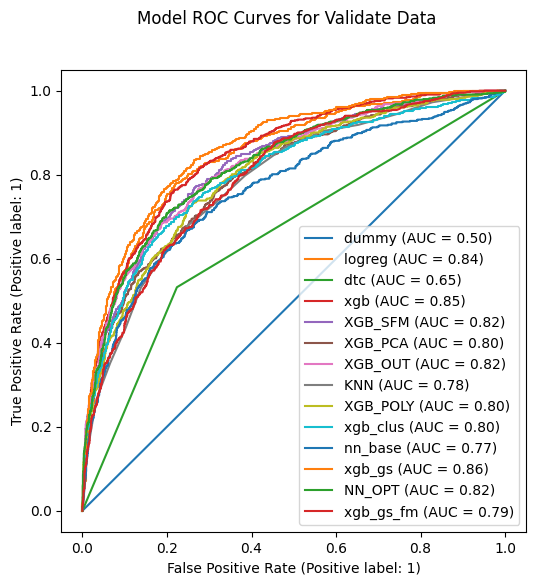 Model ROC Curves for Validate Data
True Positive Rate (Positive label: 1)
1.0
0.8
0.6
0.4
0.2
0.0
dummy (AUC = 0.50)
logreg (AUC = 0.84)
dtc (AUC = 0.65)
xgb (AUC = 0.85)
XGB_SFM (AUC = 0.82)
XGB_PCA (AUC = 0.80)
XGB_OUT (AUC = 0.82)
KNN (AUC = 0.78)
XGB_POLY (AUC = 0.80)
xgb_clus (AUC = 0.80)
nn_base (AUC = 0.77)
xgb_gs (AUC = 0.86)
NN_OPT (AUC = 0.82)
xgb_gs_fm (AUC = 0.79)
0.0 0.2 0.4 0.6 0.8 1.0
False Positive Rate (Positive label: 1)